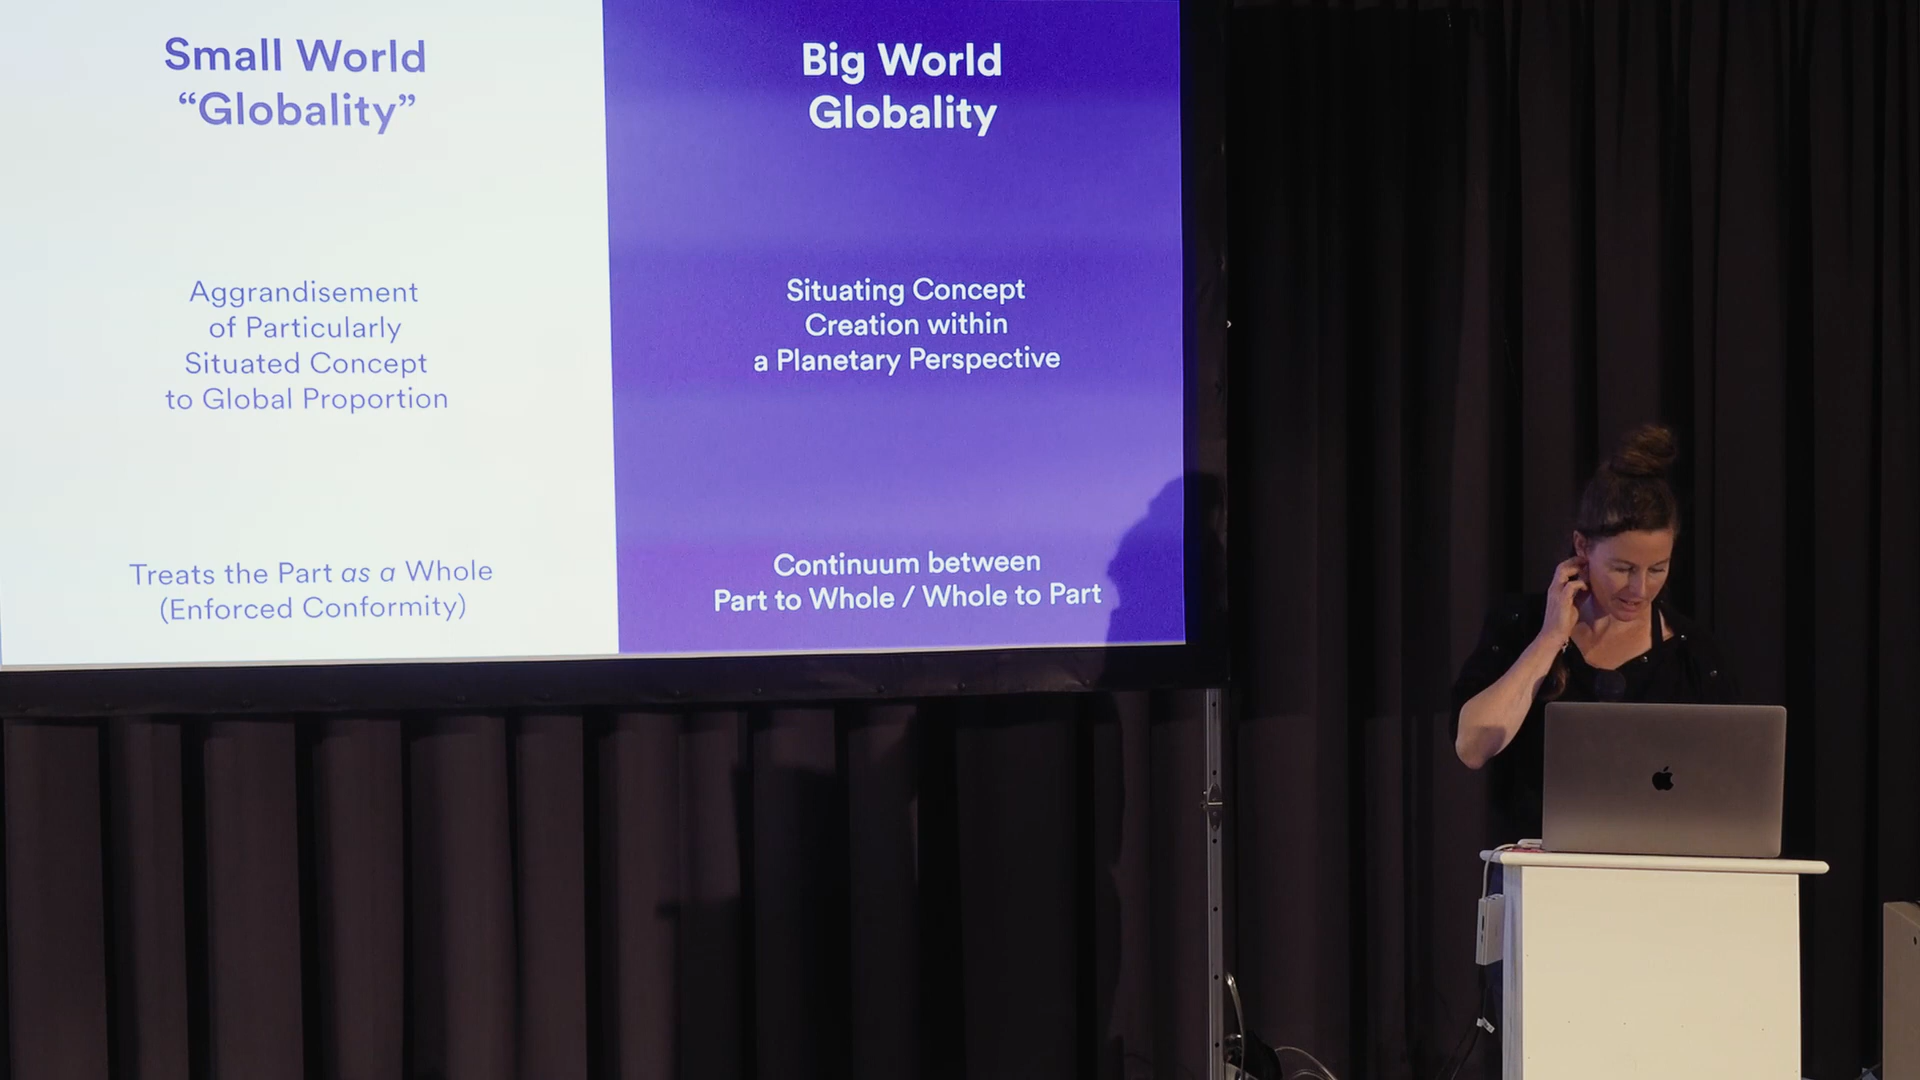 Small World
“Globality”
Aggrandisement
of Particularly
Situated Concept
to Global Proportion
Treats the Part as a Whole
(Enforced Conformity)
Big World
Globality
Situating Concept
Creation within
a Planetary Perspective
Continuum between
Part to Whole / Whole to Part